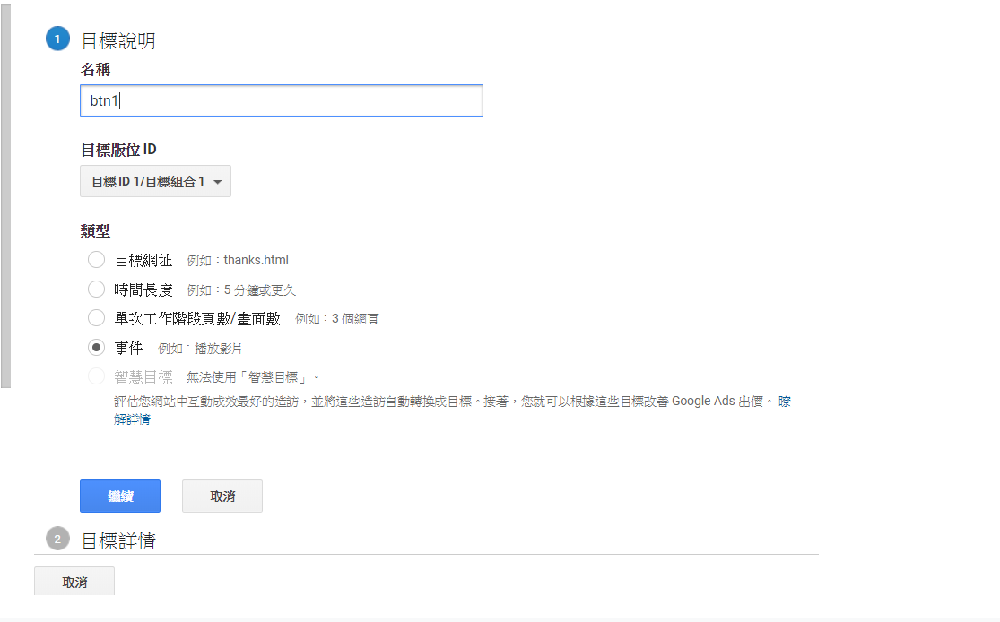 1 目標說明
名稱
btn1
目標版位 ID
目標 ID 1/目標組合 1
類型
目標網址 例如：thanks.html
時間長度 例如：5 分鐘或更久
單次工作階段頁數/畫面數 例如：3 個網頁
事件 例如：播放影片
智慧目標 無法使用「智慧目標」。
評估您網站中互動成效最好的造訪，並將這些造訪自動轉換成目標。接著，您就可以根據這些目標改善 Google Ads 出價。 瞭
解詳情
繼續 取消
2 目標詳情
取消